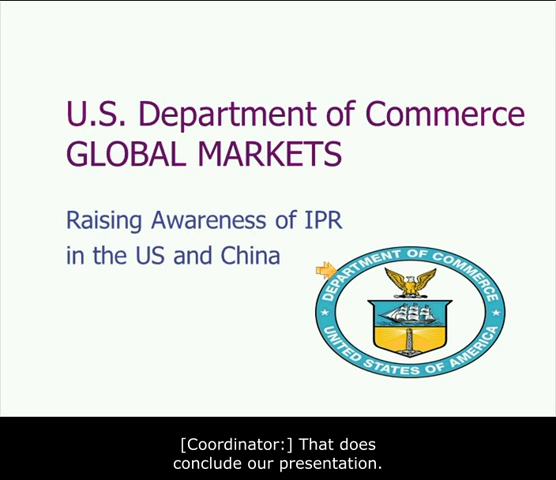 U.S. Department of Commerce
GLOBAL MARKETS
Raising Awareness of IPR
in the US and China
DEPARTMENT OF COMMERCE
UNITED STATES OF AMERICA
[Coordinator:] That does
conclude our presentation.